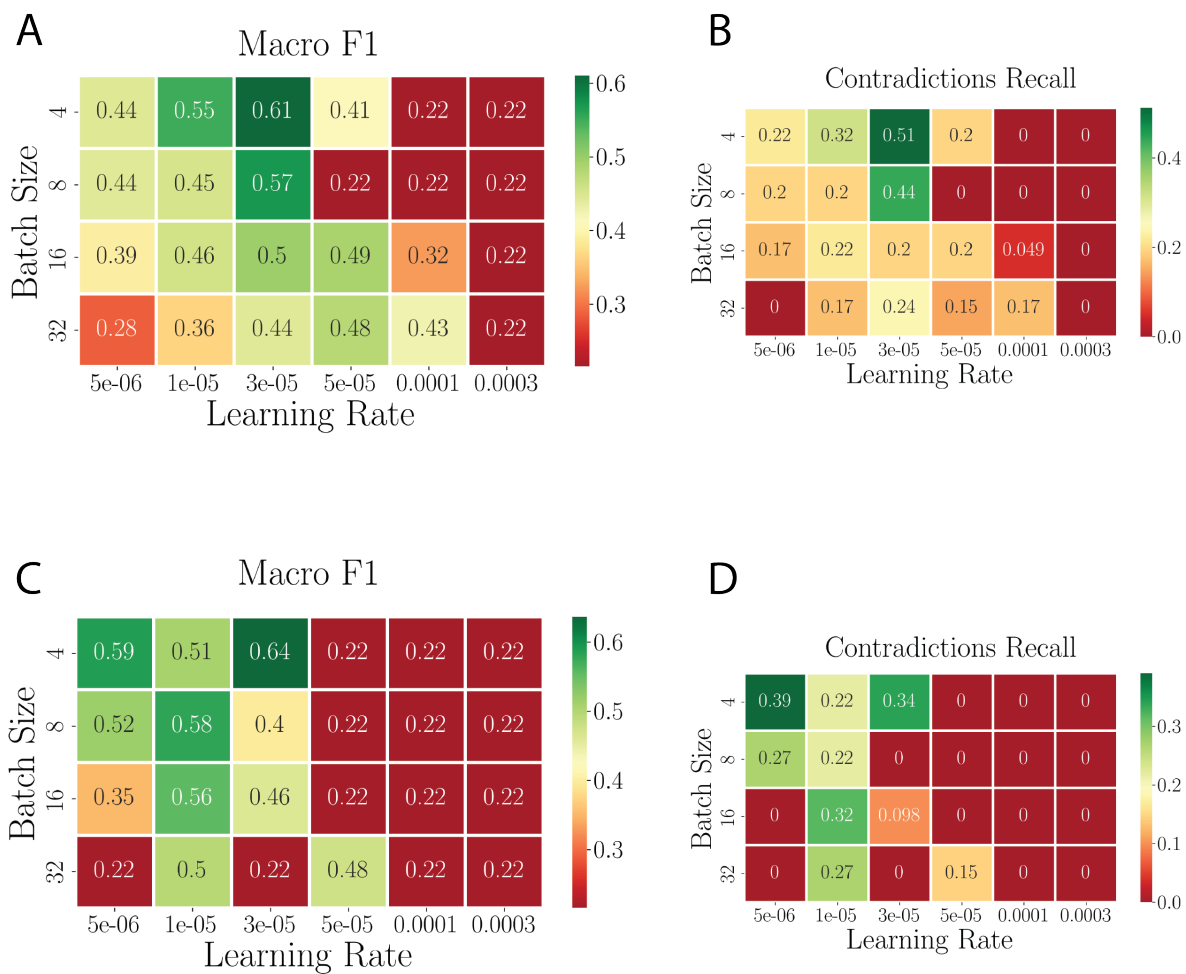 A
Macro F1
Batch Size
4 0.44 0.55 0.61 0.41 0.22 0.22
8 0.44 0.45 0.57 0.22 0.22 0.22
16 0.39 0.46 0.5 0.49 0.32 0.22
32 0.28 0.36 0.44 0.48 0.43 0.22
5e-06 1e-05 3e-05 5e-05 0.0001 0.0003
Learning Rate
0.6
0.5
0.4
0.3
B
Contradictions Recall
Batch Size
4 0.22 0.32 0.51 0.2 0 0
8 0.2 0.2 0.44 0 0 0
16 0.17 0.22 0.2 0.2 0.049 0
32 0 0.17 0.24 0.15 0.17 0
5e-06 1e-05 3e-05 5e-05 0.0001 0.0003
Learning Rate
0.4
0.2
0.0
C
Macro F1
Batch Size
4 0.59 0.51 0.64 0.22 0.22 0.22
8 0.52 0.58 0.4 0.22 0.22 0.22
16 0.35 0.56 0.46 0.22 0.22 0.22
32 0.22 0.5 0.22 0.48 0.22 0.22
5e-06 1e-05 3e-05 5e-05 0.0001 0.0003
Learning Rate
0.6
0.5
0.4
0.3
D
Contradictions Recall
Batch Size
4 0.39 0.22 0.34 0 0 0
8 0.27 0.22 0 0 0 0
16 0 0.32 0.098 0 0 0
32 0 0.27 0 0.15 0 0
5e-06 1e-05 3e-05 5e-05 0.0001 0.0003
Learning Rate
0.3
0.2
0.1
0.0